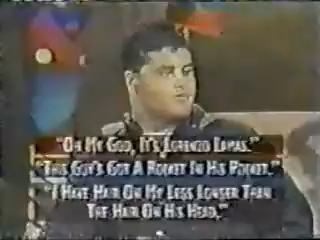 "Oh My God, It's Lorenzo Lamas."
"This Guy's Got A Rocket In His Pocket."
"I Have Hair On My Legs Longer Than
The Hair On His Head."